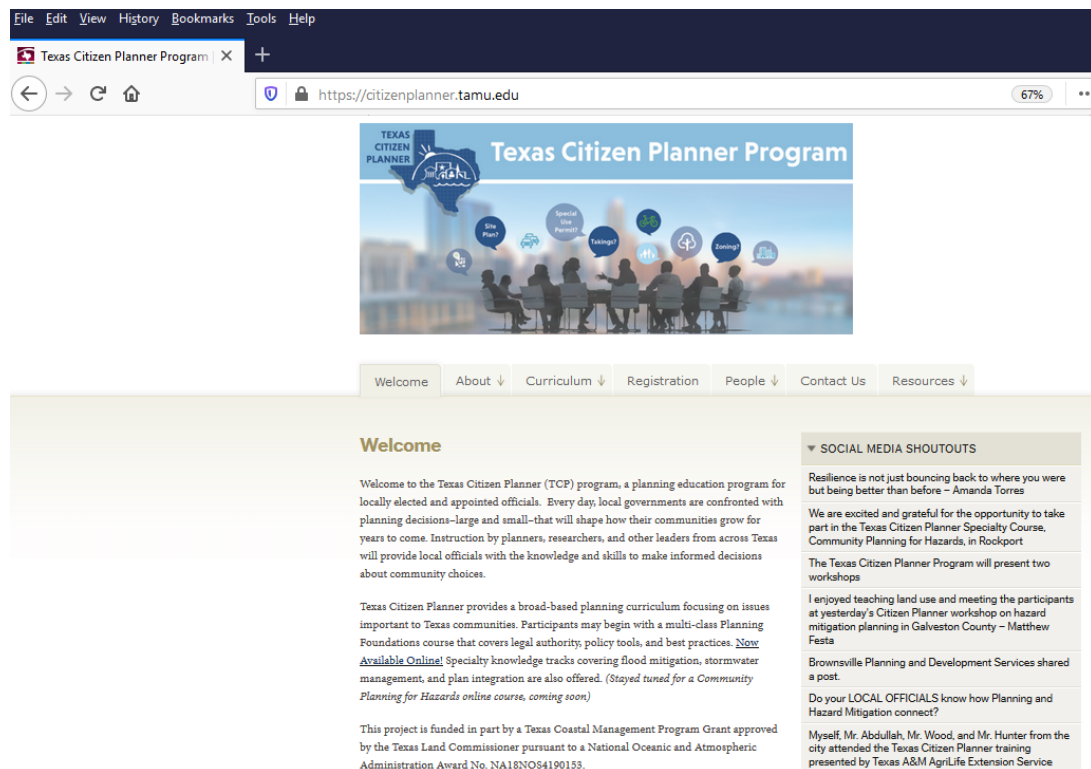 File Edit View History Bookmarks Tools Help
Texas Citizen Planner Program
https://citizenplanner.tamu.edu
67%
TEXAS
CITIZEN
PLANNER
Texas Citizen Planner Program
Site
Plan?
Special
Use
Permit?
Takings?
Zoning?
Welcome About Curriculum Registration People Contact Us Resources
Welcome
Welcome to the Texas Citizen Planner (TCP) program, a planning education program for
locally elected and appointed officials. Every day, local governments are confronted with
planning decisions–large and small–that will shape how their communities grow for
years to come. Instruction by planners, researchers, and other leaders from across Texas
will provide local officials with the knowledge and skills to make informed decisions
about community choices.
Texas Citizen Planner provides a broad-based planning curriculum focusing on issues
important to Texas communities. Participants may begin with a multi-class Planning
Foundations course that covers legal authority, policy tools, and best practices. Now
Available Online! Specialty knowledge tracks covering flood mitigation, stormwater
management, and plan integration are also offered. (Stayed tuned for a Community
Planning for Hazards online course, coming soon)
This project is funded in part by a Texas Coastal Management Program Grant approved
by the Texas Land Commissioner pursuant to a National Oceanic and Atmospheric
Administration Award No. NA18NOS4190153.
SOCIAL MEDIA SHOUTOUTS
Resilience is not just bouncing back to where you were
but being better than before – Amanda Torres
We are excited and grateful for the opportunity to take
part in the Texas Citizen Planner Specialty Course,
Community Planning for Hazards, in Rockport
The Texas Citizen Planner Program will present two
workshops
I enjoyed teaching land use and meeting the participants
at yesterday's Citizen Planner workshop on hazard
mitigation planning in Galveston County – Matthew
Festa
Brownsville Planning and Development Services shared
a post.
Do your LOCAL OFFICIALS know how Planning and
Hazard Mitigation connect?
Myself, Mr. Abdullah, Mr. Wood, and Mr. Hunter from the
city attended the Texas Citizen Planner training
presented by Texas A&M AgriLife Extension Service